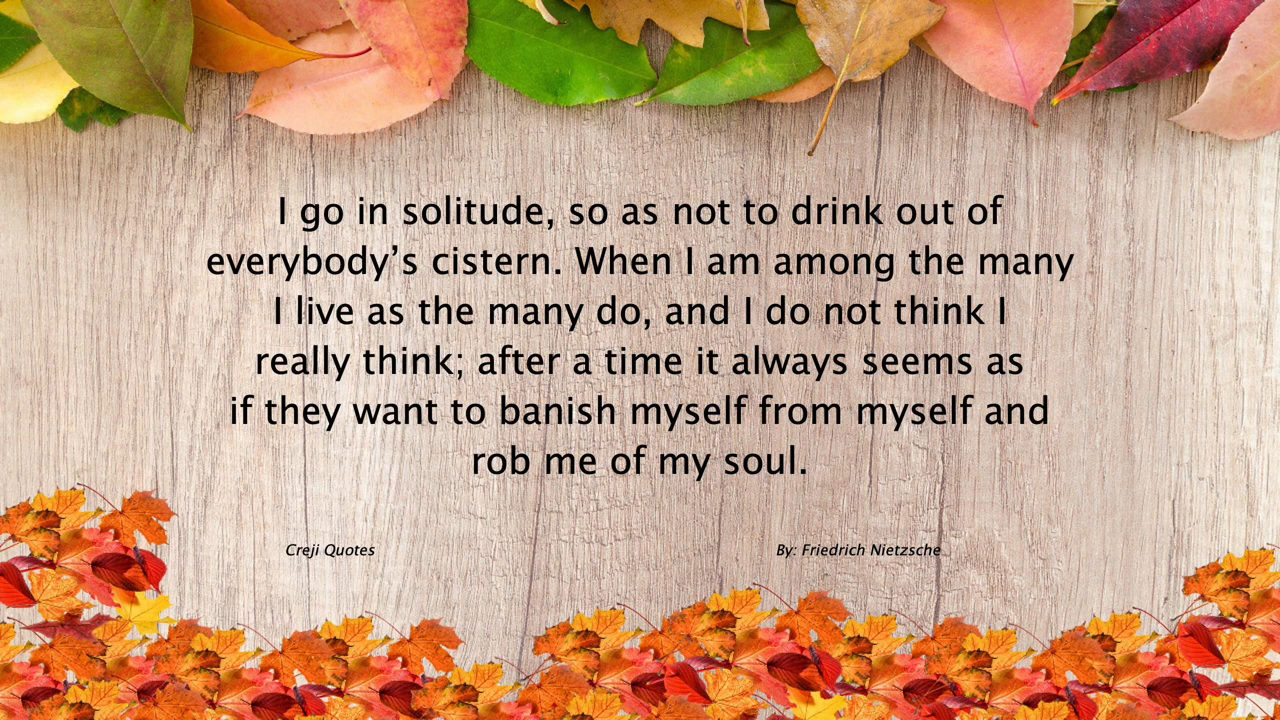 I go in solitude, so as not to drink out of
everybody’s cistern. When I am among the many
I live as the many do, and I do not think I
really think; after a time it always seems as
if they want to banish myself from myself and
rob me of my soul.
Creji Quotes
By: Friedrich Nietzsche